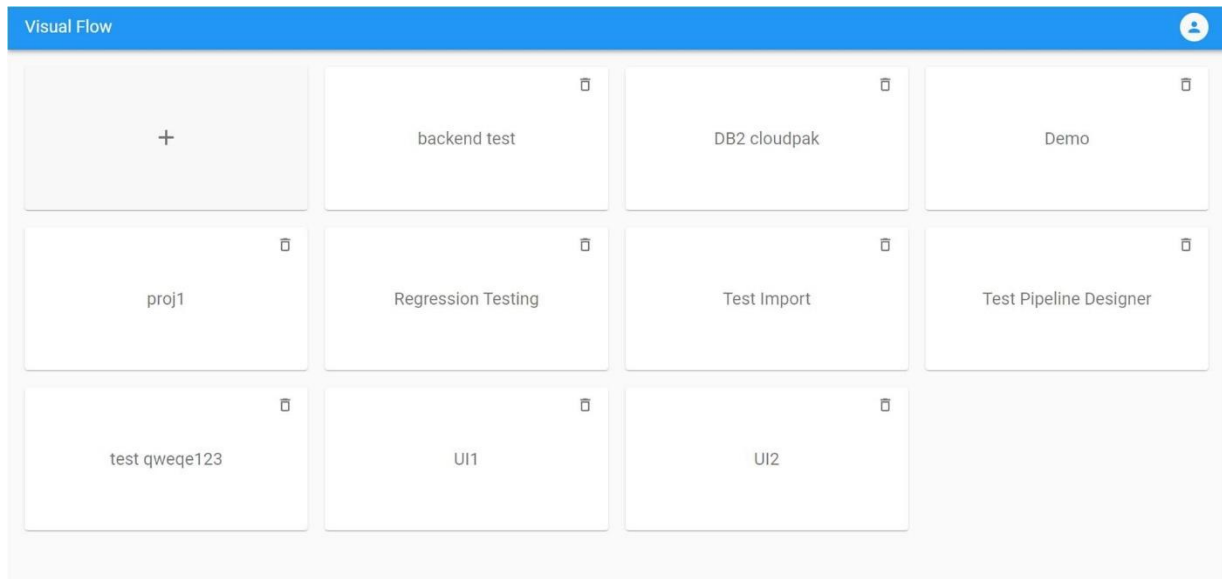 Visual Flow
+
backend test
DB2 cloudpak
Demo
proj1
Regression Testing
Test Import
Test Pipeline Designer
test qweqe123
UI1
UI2